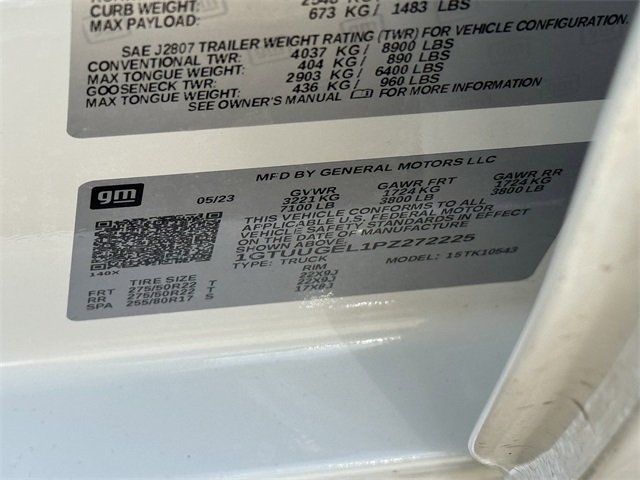 CURB WEIGHT:
MAX PAYLOAD: 673 KG / 1483 LBS
SAE J2807 TRAILER WEIGHT RATING (TWR) FOR VEHICLE CONFIGURATION.
CONVENTIONAL TWR: 4037 KG / 8900 LBS
MAX TONGUE WEIGHT: 404 KG / 890 LBS
GOOSENECK TWR: 2903 KG / 6400 LBS
MAX TONGUE WEIGHT: 436 KG / 960 LBS
SEE OWNER'S MANUAL FOR MORE INFORMATION
gm
MFD BY GENERAL MOTORS LLC
05/23 GVWR GAWR FRT GAWR RR
3221 KG 1724 KG 1724 KG
7100 LB 3800 LB 3800 LB
THIS VEHICLE CONFORMS TO ALL
APPLICABLE U.S. FEDERAL MOTOR
VEHICLE SAFETY STANDARDS IN EFFECT
ON THE DATE OF MANUFACTURE
SHOWN ABOVE.
1GTUUGEL1PZ272225
TYPE: TRUCK MODEL: 15TK10543
140X
TIRE SIZE RIM
FRT 275/50R22 T 22X9J
RR 275/50R22 T 22X9J
SPA 255/80R17 S 17X8J